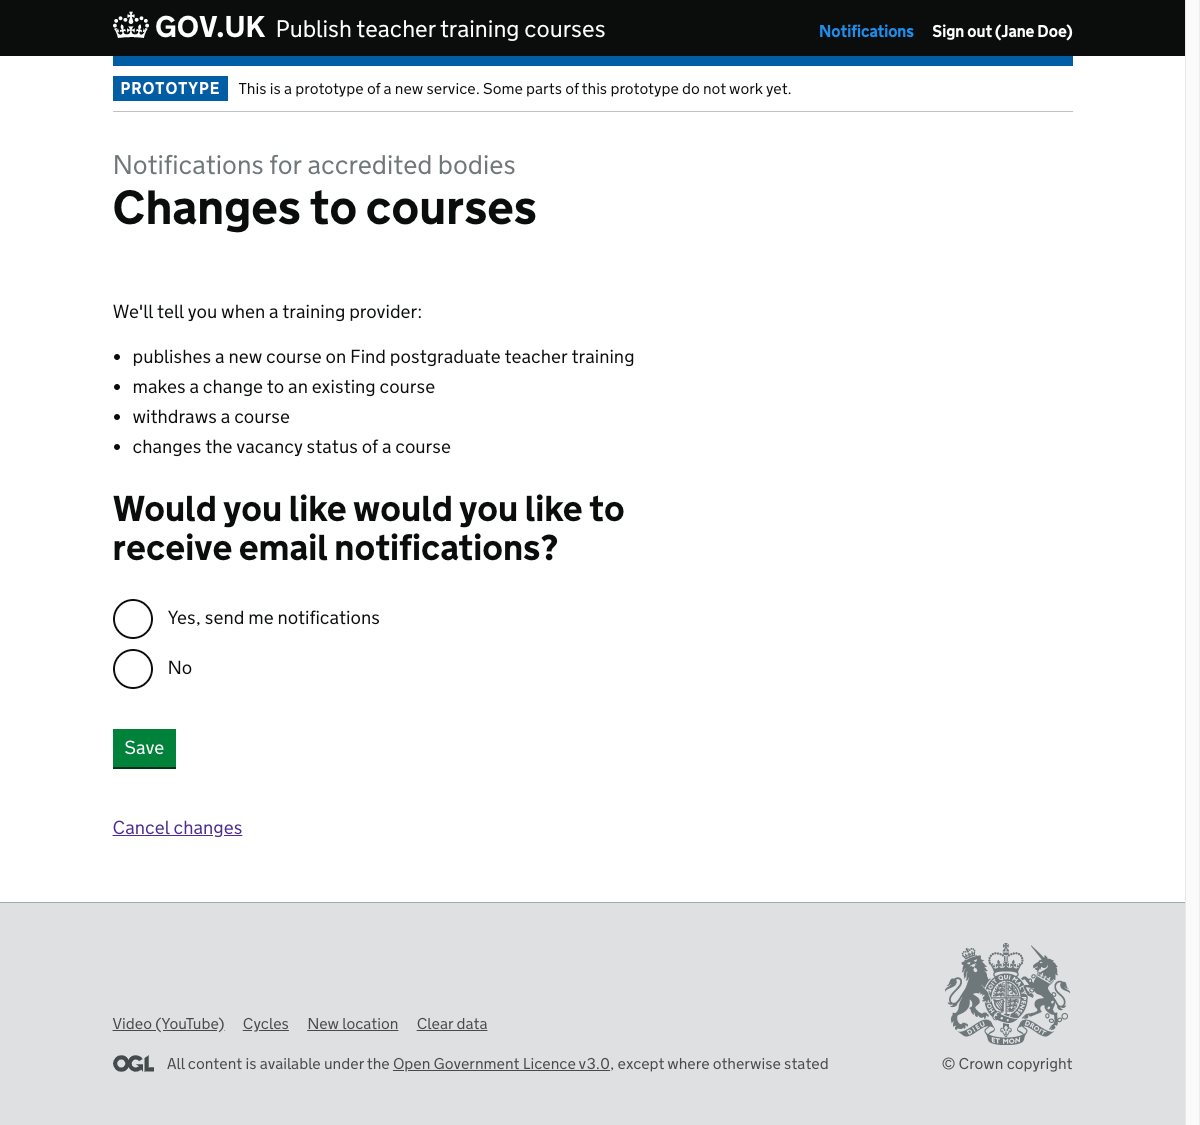 GOV.UK Publish teacher training courses Notifications Sign out (Jane Doe)
PROTOTYPE This is a prototype of a new service. Some parts of this prototype do not work yet.
Notifications for accredited bodies
Changes to courses
We'll tell you when a training provider:
• publishes a new course on Find postgraduate teacher training
• makes a change to an existing course
• withdraws a course
• changes the vacancy status of a course
Would you like would you like to
receive email notifications?
Yes, send me notifications
No
Save
Cancel changes
Video (YouTube) Cycles New location Clear data
OGL All content is available under the Open Government Licence v3.0, except where otherwise stated
DIEU ET MON DROIT
© Crown copyright